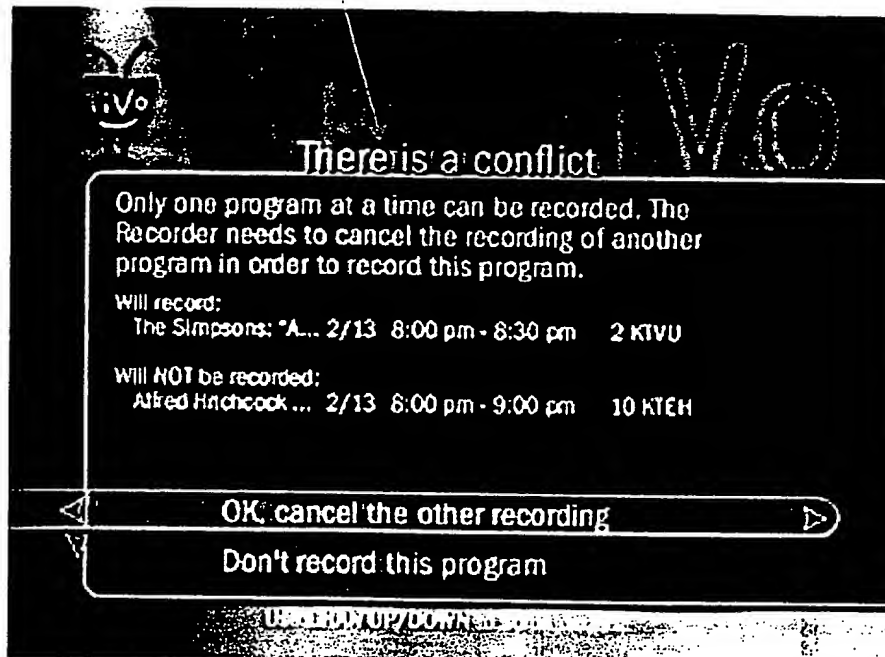 TiVo
iVo
There is a conflict
Only one program at a time can be recorded. The
Recorder needs to cancel the recording of another
program in order to record this program.
Will record:
The Simpsons: "A... 2/13 8:00 pm - 8:30 pm 2 KTVU
Will NOT be recorded:
Alfred Hitchcock ... 2/13 8:00 pm - 9:00 pm 10 KTEH
OK, cancel the other recording
Don't record this program
UP/DOWN